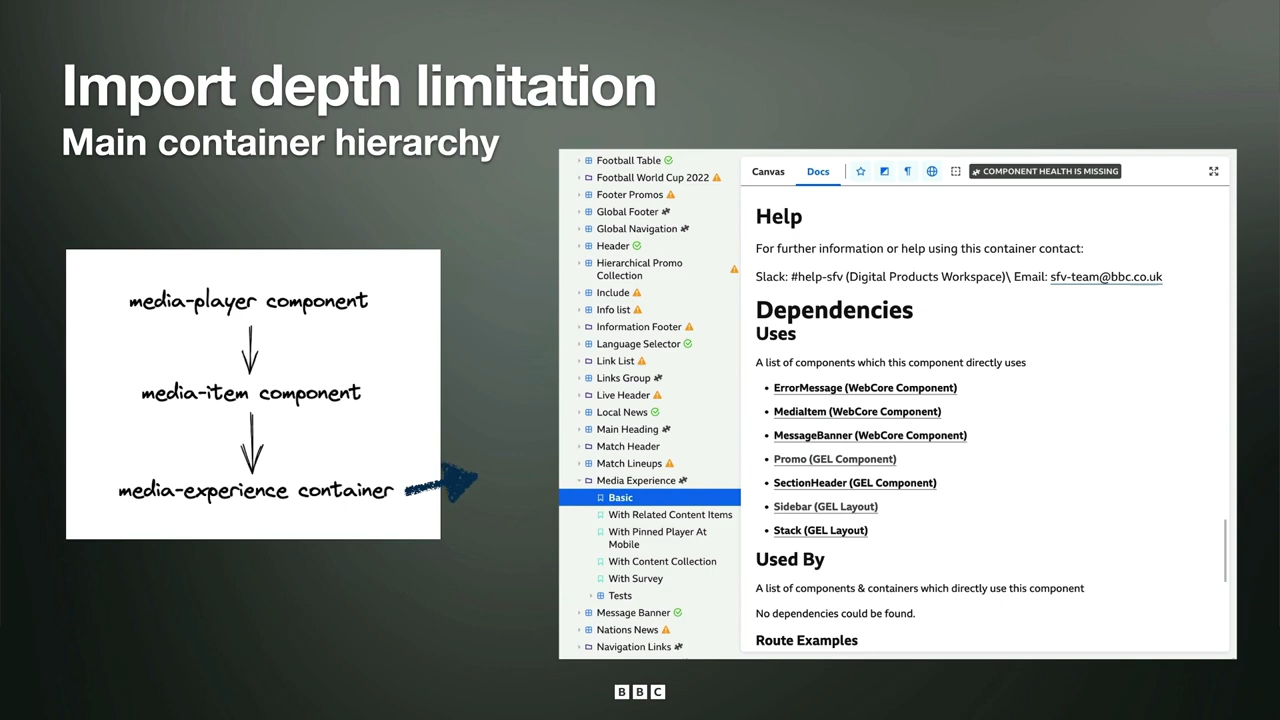 Import depth limitation
Main container hierarchy
media-player component
media-item component
media-experience container
Football Table
Football World Cup 2022
Footer Promos
Global Footer
Global Navigation
Header
Hierarchical Promo
Collection
Include
Info list
Information Footer
Language Selector
Link List
Links Group
Live Header
Local News
Main Heading
Match Header
Match Lineups
Media Experience
Basic
With Related Content Items
With Pinned Player At
Mobile
With Content Collection
With Survey
Tests
Message Banner
Nations News
Navigation Links
Canvas Docs COMPONENT HEALTH IS MISSING
Help
For further information or help using this container contact:
Slack: #help-sfv (Digital Products Workspace)\ Email: sfv-team@bbc.co.uk
Dependencies
Uses
A list of components which this component directly uses
• ErrorMessage (WebCore Component)
• MediaItem (WebCore Component)
• MessageBanner (WebCore Component)
• Promo (GEL Component)
• SectionHeader (GEL Component)
• Sidebar (GEL Layout)
• Stack (GEL Layout)
Used By
A list of components & containers which directly use this component
No dependencies could be found.
Route Examples
BBC